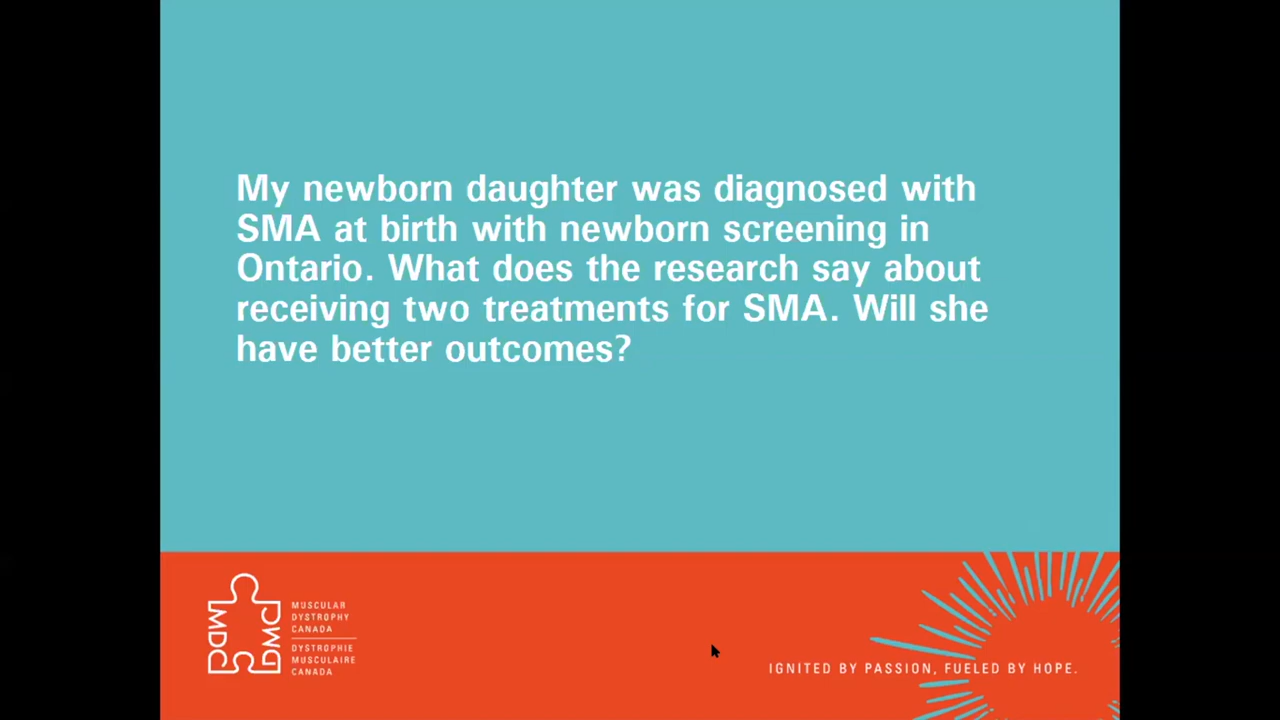 My newborn daughter was diagnosed with
SMA at birth with newborn screening in
Ontario. What does the research say about
receiving two treatments for SMA. Will she
have better outcomes?
MDC
DWC
MUSCULAR
DYSTROPHY
CANADA
DYSTROPHIE
MUSCULAIRE
CANADA
IGNITED BY PASSION, FUELED BY HOPE.